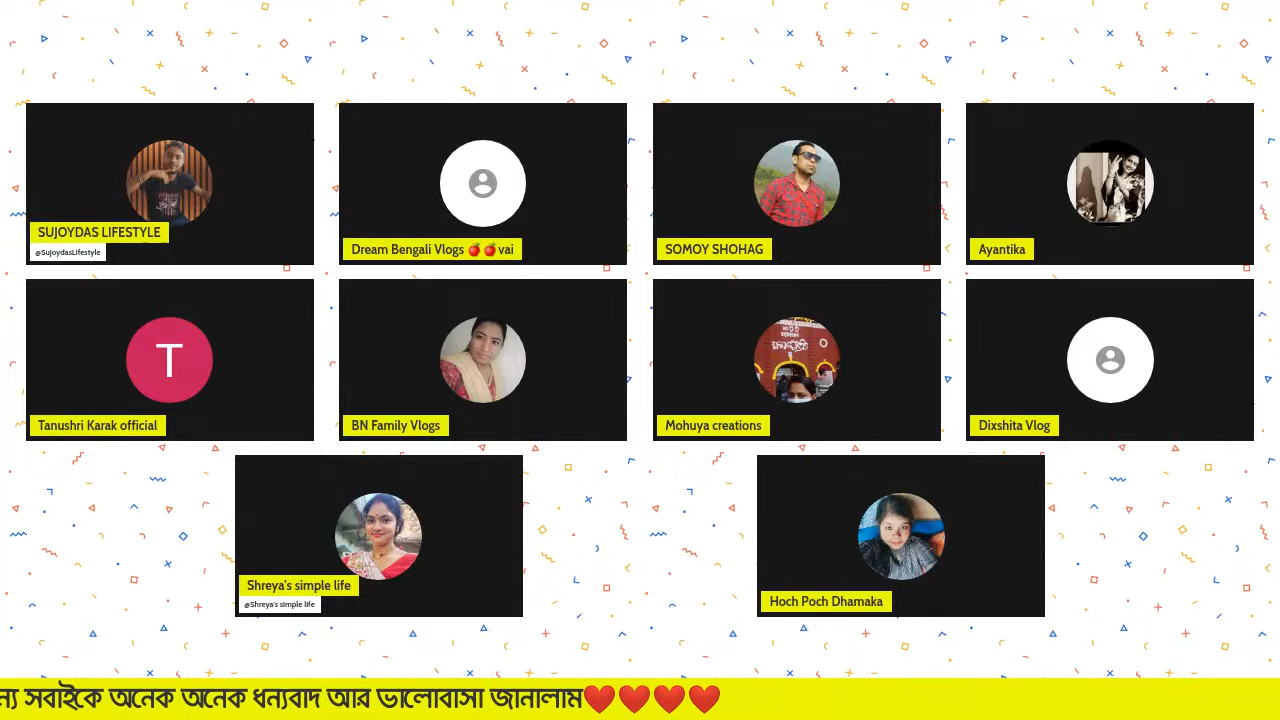 SUJOYDAS LIFESTYLE
@SujoydasLifestyle
Dream Bengali Vlogs 🍎🍎vai
SOMOY SHOHAG
Ayantika
T
Tanushri Karak official
BN Family Vlogs
Mohuya creations
Dixshita Vlog
Shreya's simple life
@Shreya's simple life
Hoch Poch Dhamaka
সবাইকে অনেক অনেক ধন্যবাদ আর ভালোবাসা জানালাম❤️❤️❤️❤️